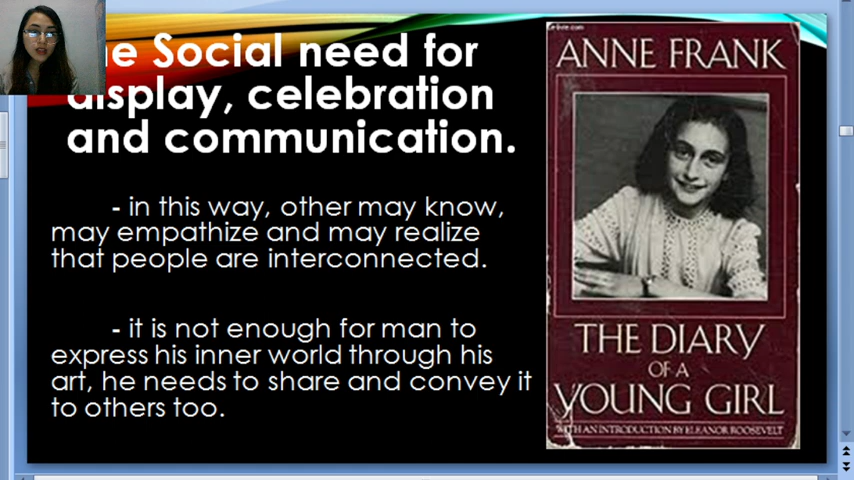 The Social need for
display, celebration
and communication.
- in this way, other may know,
may empathize and may realize
that people are interconnected.
- it is not enough for man to
express his inner world through his
art, he needs to share and convey it
to others too.
ANNE FRANK
THE DIARY
OF A
YOUNG GIRL
WITH AN INTRODUCTION BY ELEANOR ROOSEVELT